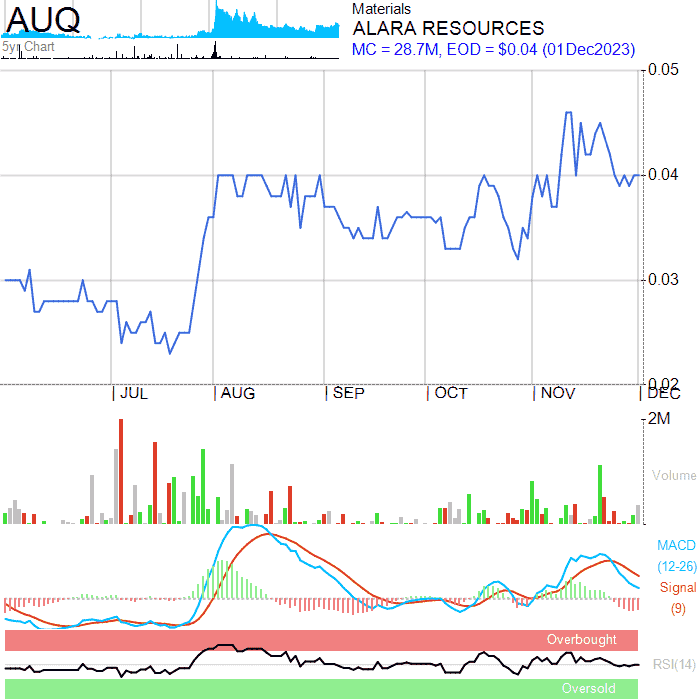 AUQ
5yr Chart
Materials
ALARA RESOURCES
MC = 28.7M, EOD = $0.04 (01Dec2023)
0.05
0.04
0.03
0.02
JUL AUG SEP OCT NOV DEC
2M
Volume
MACD
(12-26)
Signal
(9)
Overbought
RSI(14)
Oversold